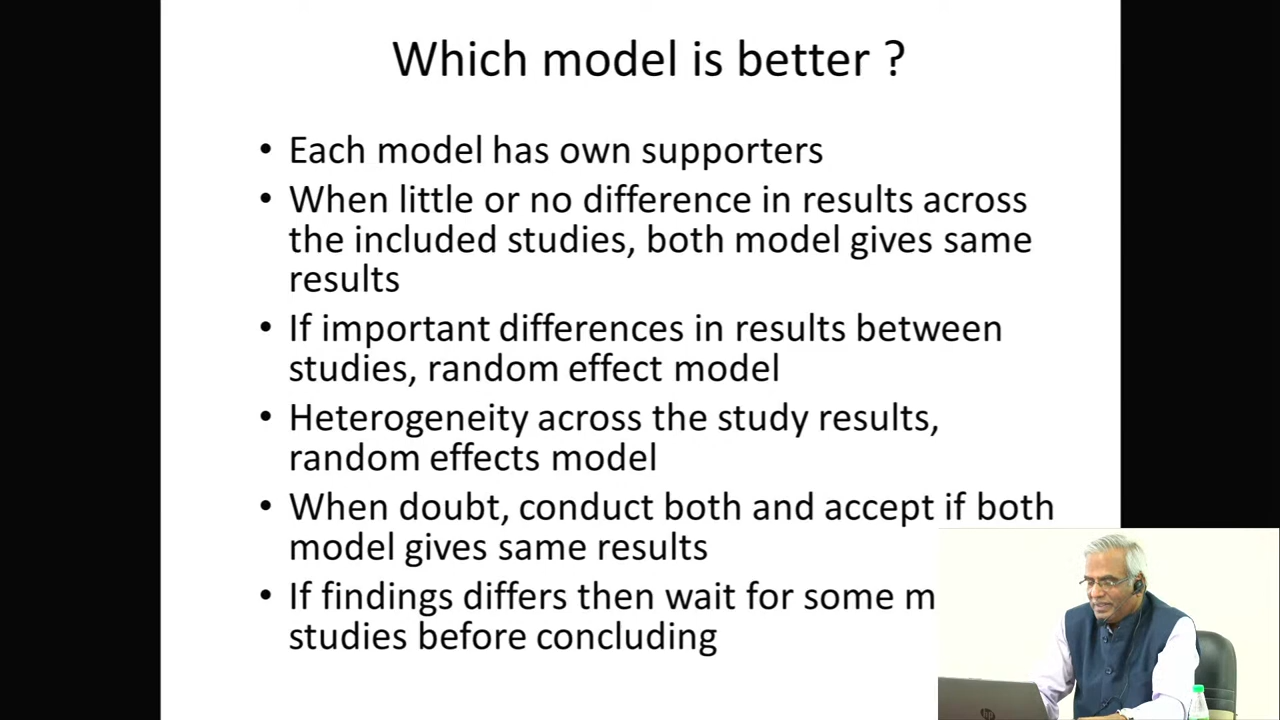 Which model is better ?
• Each model has own supporters
• When little or no difference in results across
the included studies, both model gives same
results
• If important differences in results between
studies, random effect model
• Heterogeneity across the study results,
random effects model
• When doubt, conduct both and accept if both
model gives same results
• If findings differs then wait for some m
studies before concluding